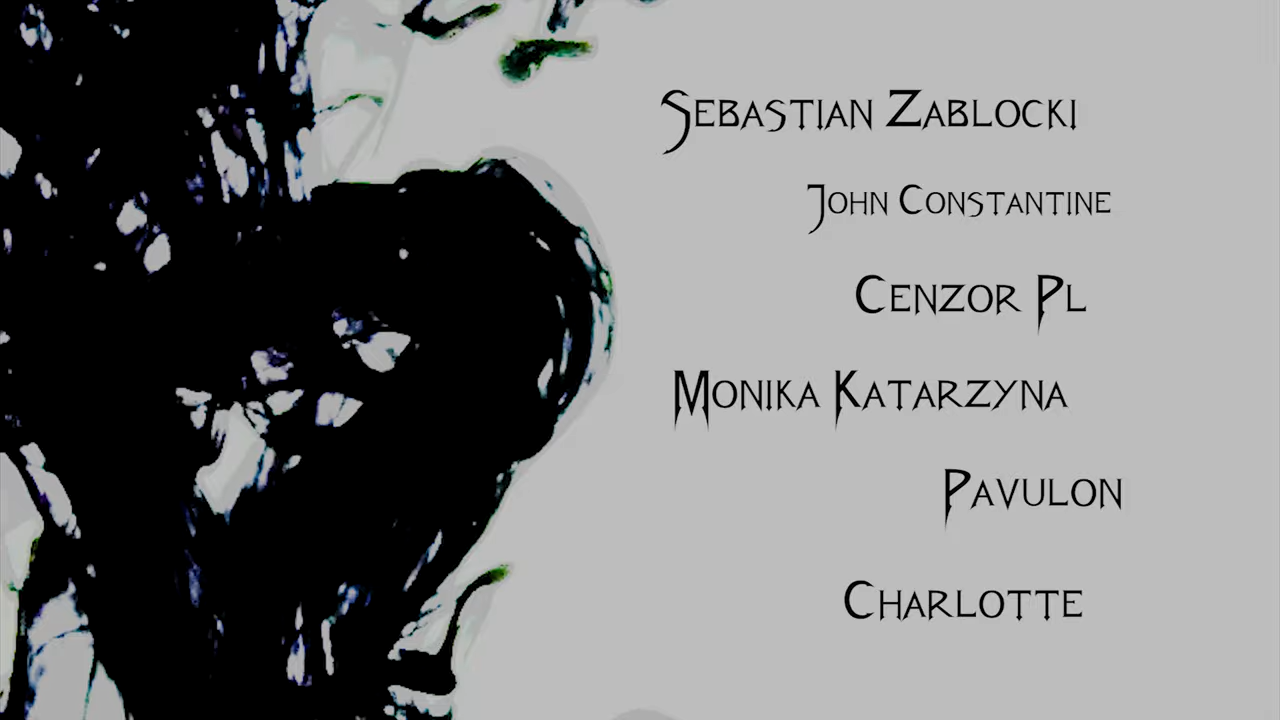 Sebastian Zablocki
John Constantine
Cenzor Pl
Monika Katarzyna
Pavulon
Charlotte